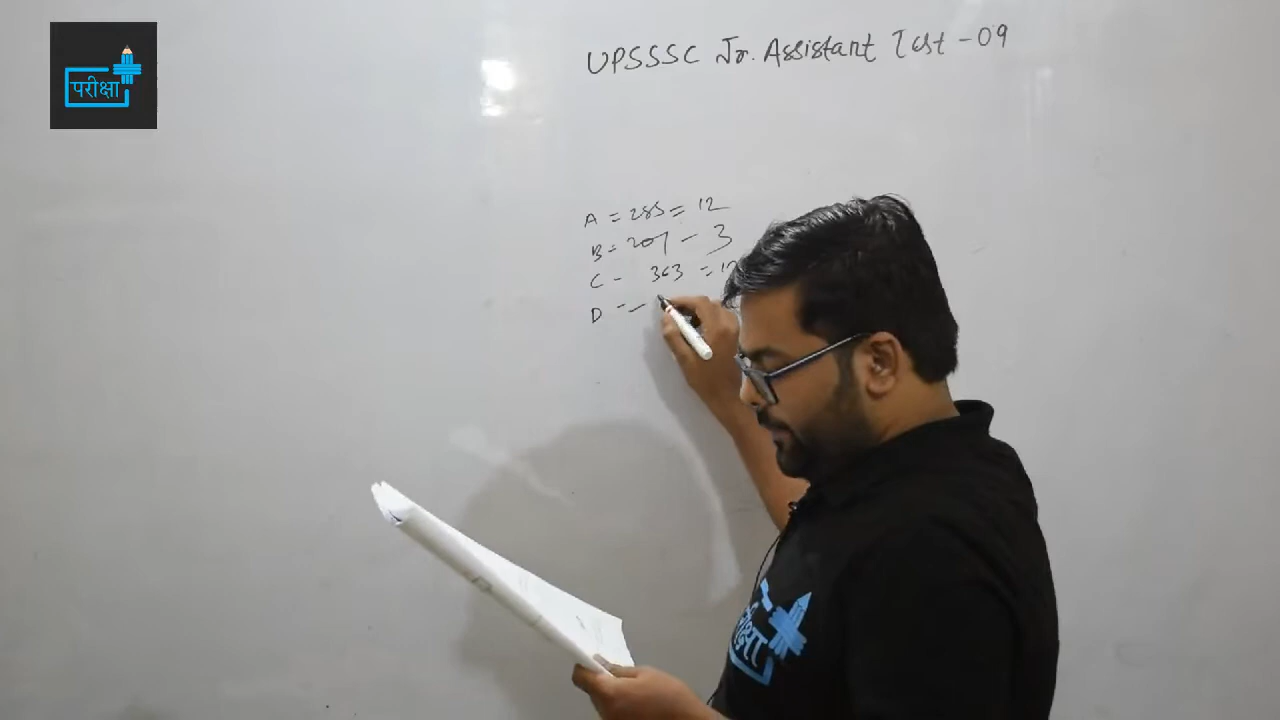 परीक्षा
UPSSSC Jr. Assistant Test - 09
A = 285 = 12
B = 207 - 3
C - 363 = 12
D - -